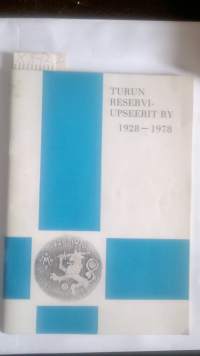 TURUN
RESERVI-
UPSEERIT RY
1928 – 1978